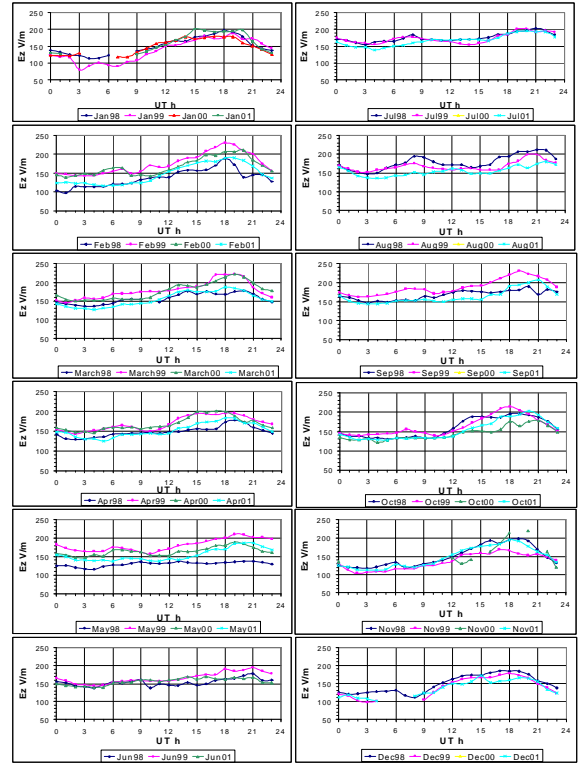 250
200
150
100
50
Ez V/m
0 3 6 9 12 15 18 21 24
UT h
Jan98 Jan99 Jan00 Jan01
250
200
150
100
50
Ez V/m
0 3 6 9 12 15 18 21 24
UT h
Jul98 Jul99 Jul00 Jul01
250
200
150
100
50
Ez V/m
0 3 6 9 12 15 18 21 24
UT h
Feb98 Feb99 Feb00 Feb01
250
200
150
100
50
Ez V/m
0 3 6 9 12 15 18 21 24
UT h
Aug98 Aug99 Aug00 Aug01
250
200
150
100
50
Ez V/m
0 3 6 9 12 15 18 21 24
UT h
March98 March99 March00 March01
250
200
150
100
50
Ez V/m
0 3 6 9 12 15 18 21 24
UT h
Sep98 Sep99 Sep00 Sep01
250
200
150
100
50
Ez V/m
0 3 6 9 12 15 18 21 24
UT h
Apr98 Apr99 Apr00 Apr01
250
200
150
100
50
Ez V/m
0 3 6 9 12 15 18 21 24
UT h
Oct98 Oct99 Oct00 Oct01
250
200
150
100
50
Ez V/m
0 3 6 9 12 15 18 21 24
UT h
May98 May99 May00 May01
250
200
150
100
50
Ez V/m
0 3 6 9 12 15 18 21 24
UT h
Nov98 Nov99 Nov00 Nov01
250
200
150
100
50
Ez V/m
0 3 6 9 12 15 18 21 24
UT h
Jun98 Jun99 Jun01
250
200
150
100
50
Ez V/m
0 3 6 9 12 15 18 21 24
UT h
Dec98 Dec99 Dec00 Dec01